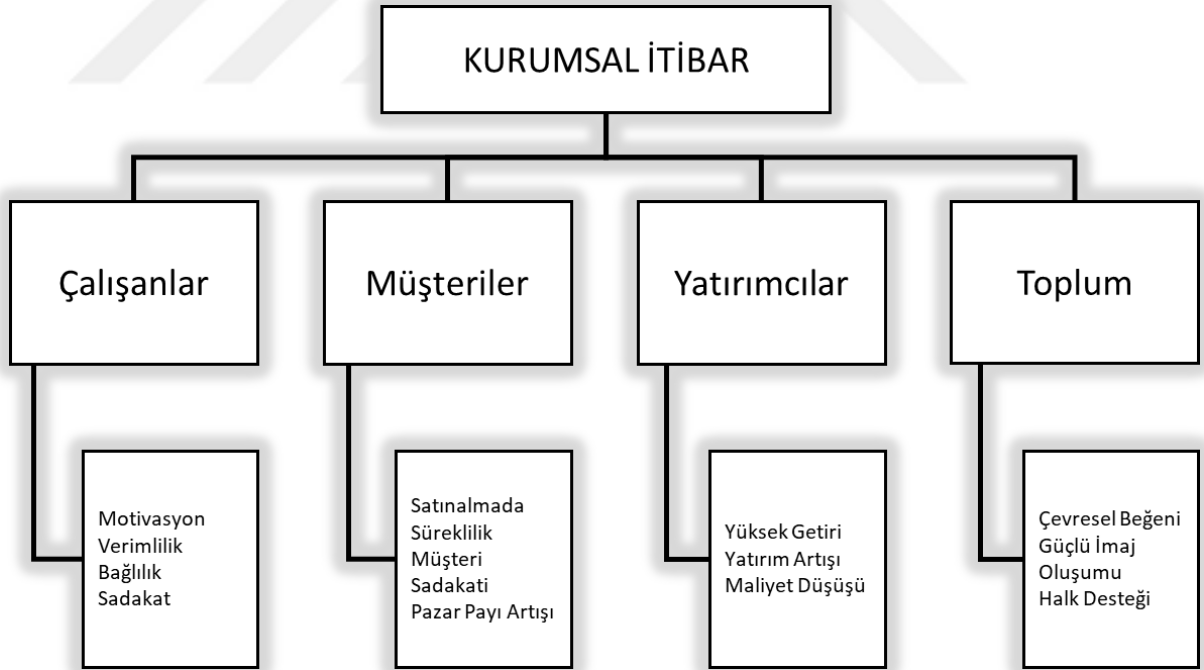 KURUMSAL İTİBAR
Çalışanlar
Müşteriler
Yatırımcılar
Toplum
Motivasyon
Verimlilik
Bağlılık
Sadakat
Satınalmada
Süreklilik
Müşteri
Sadakati
Pazar Payı Artışı
Yüksek Getiri
Yatırım Artışı
Maliyet Düşüşü
Çevresel Beğeni
Güçlü İmaj
Oluşumu
Halk Desteği